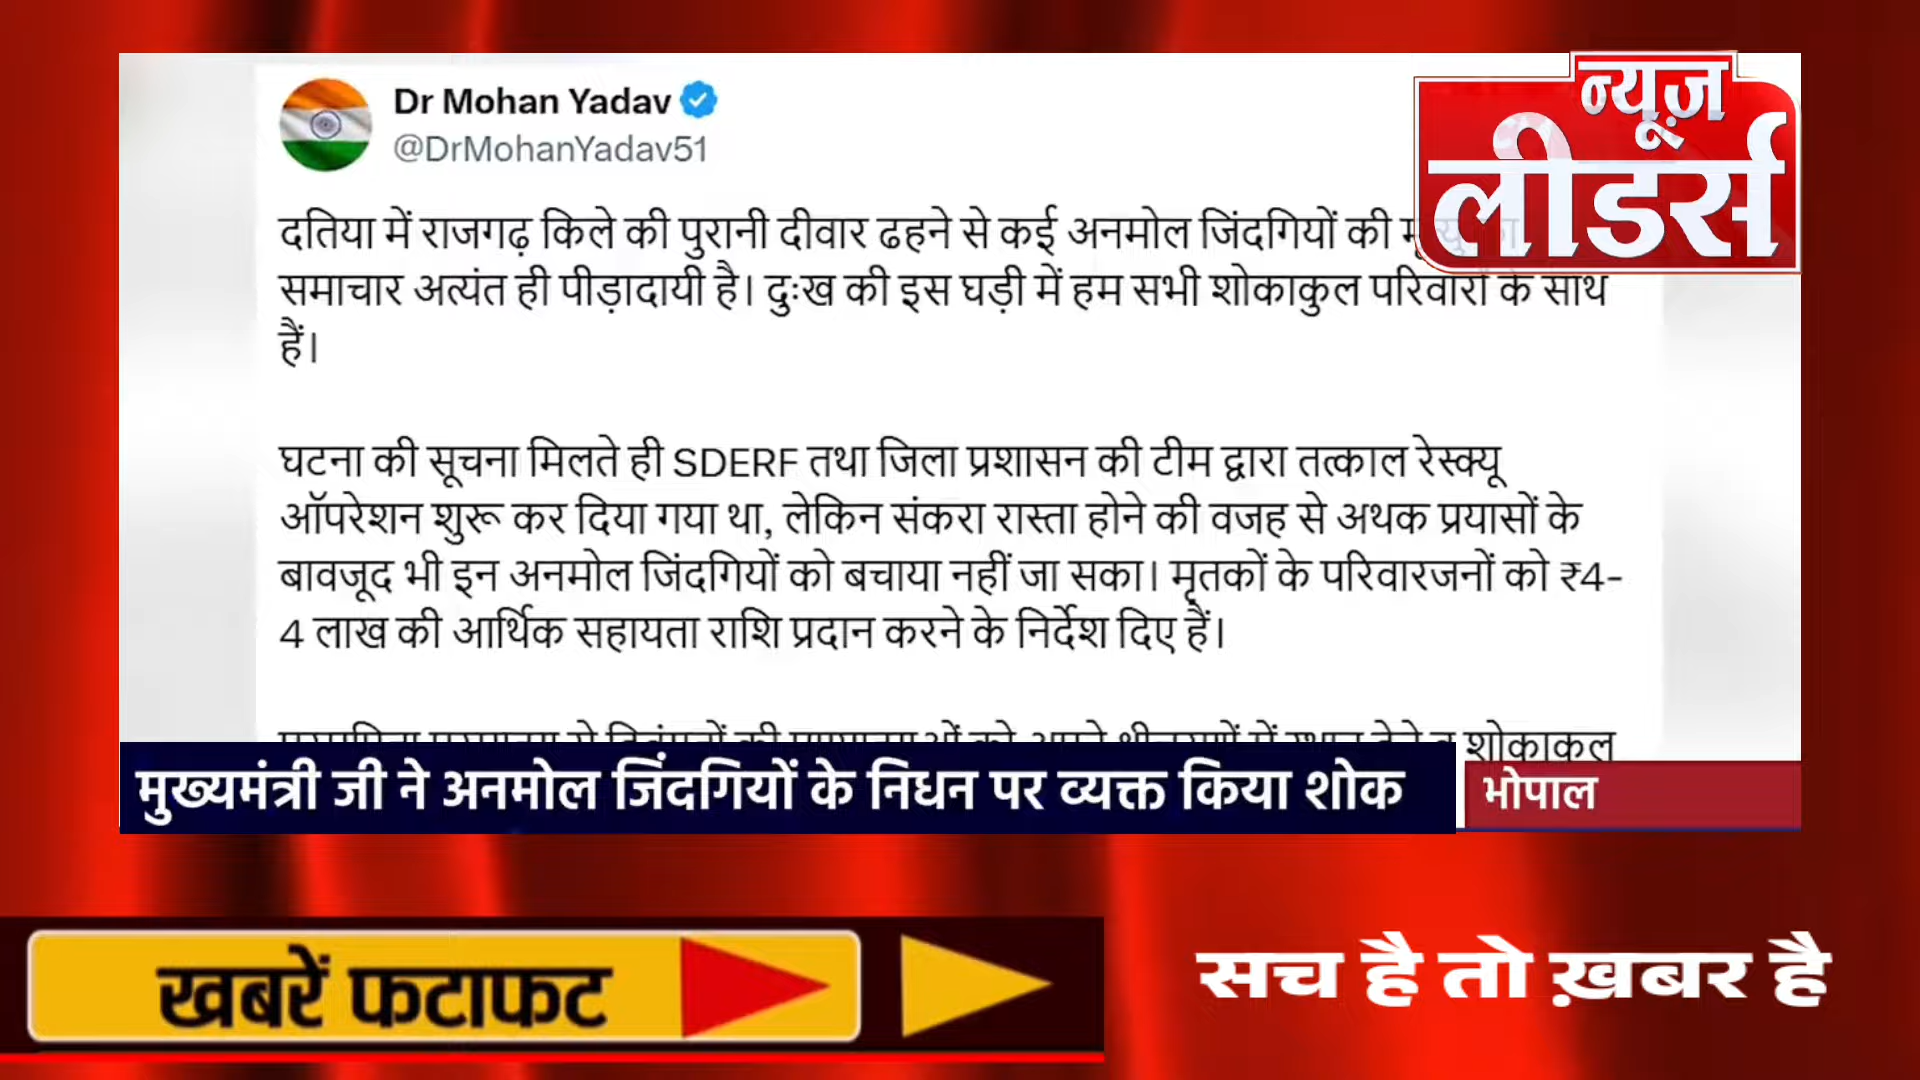 Dr Mohan Yadav
@DrMohanYadav51
न्यूज़
लीडर्स
दतिया में राजगढ़ किले की पुरानी दीवार ढहने से कई अनमोल जिंदगियों की
समाचार अत्यंत ही पीड़ादायी है। दुःख की इस घड़ी में हम सभी शोकाकुल परिवारों के साथ
हैं।
घटना की सूचना मिलते ही SDERF तथा जिला प्रशासन की टीम द्वारा तत्काल रेस्क्यू
ऑपरेशन शुरू कर दिया गया था, लेकिन संकरा रास्ता होने की वजह से अथक प्रयासों के
बावजूद भी इन अनमोल जिंदगियों को बचाया नहीं जा सका। मृतकों के परिवारजनों को ₹4-
4 लाख की आर्थिक सहायता राशि प्रदान करने के निर्देश दिए हैं।
शोकाकुल
मुख्यमंत्री जी ने अनमोल जिंदगियों के निधन पर व्यक्त किया शोक
भोपाल
खबरें फटाफट
सच है तो ख़बर है